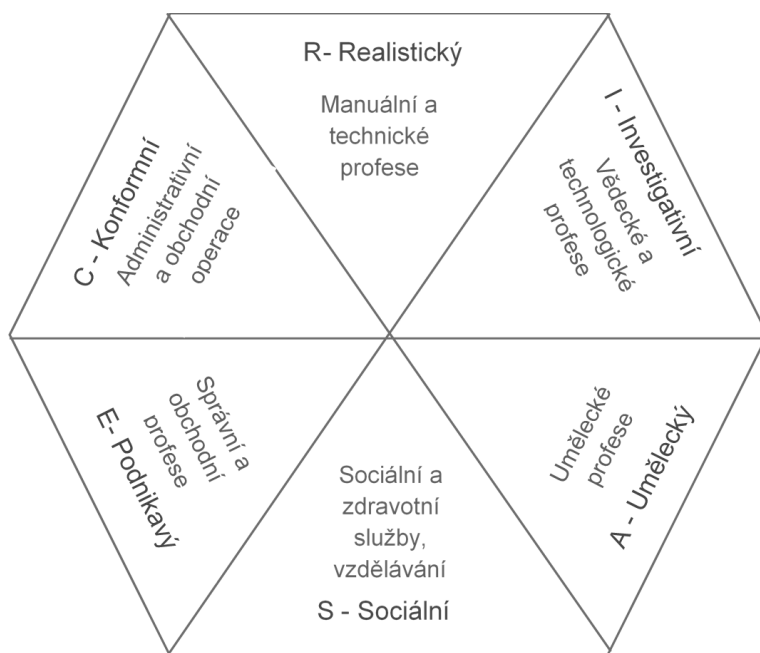 R- Realistický
Manuální a
technické
profese
I - Investigativní
Vědecké a
technologické
profese
A - Umělecký
Umělecké
profese
Sociální a
zdravotní
služby,
vzdělávání
S - Sociální
E- Podnikavý
Správní a
obchodní
profese
C - Konformní
Administrativní
a obchodní
operace